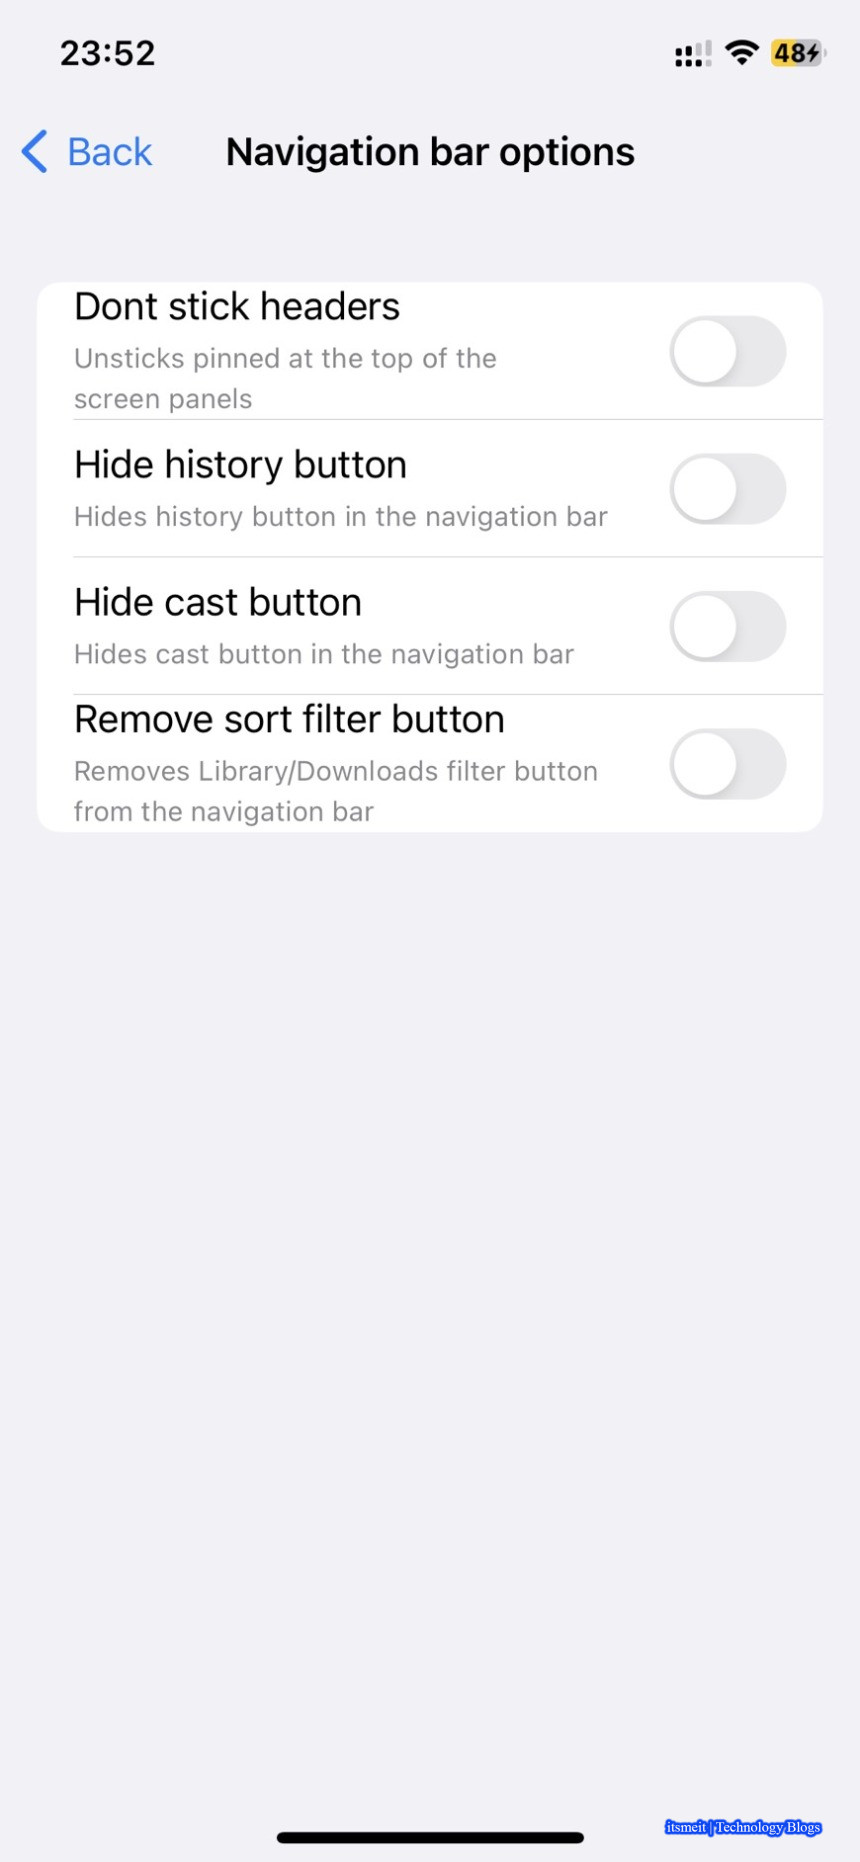 23:52
48
Back
Navigation bar options
Dont stick headers
Unsticks pinned at the top of the
screen panels
Hide history button
Hides history button in the navigation bar
Hide cast button
Hides cast button in the navigation bar
Remove sort filter button
Removes Library/Downloads filter button
from the navigation bar
itsmeit | Technology Blogs